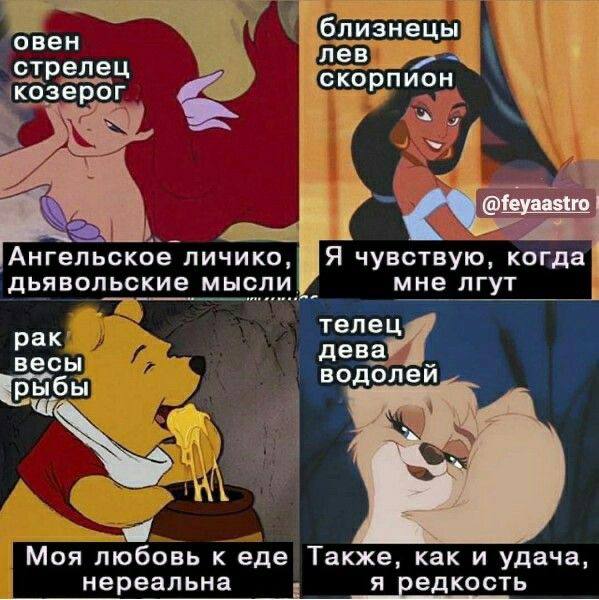 овен
стрелец
козерог
Ангельское личико,
дьявольские мысли
близнецы
лев
скорпион
@feyaastro
Я чувствую, когда
мне лгут
рак
весы
рыбы
Моя любовь к еде
нереальна
телец
дева
водолей
Также, как и удача,
я редкость